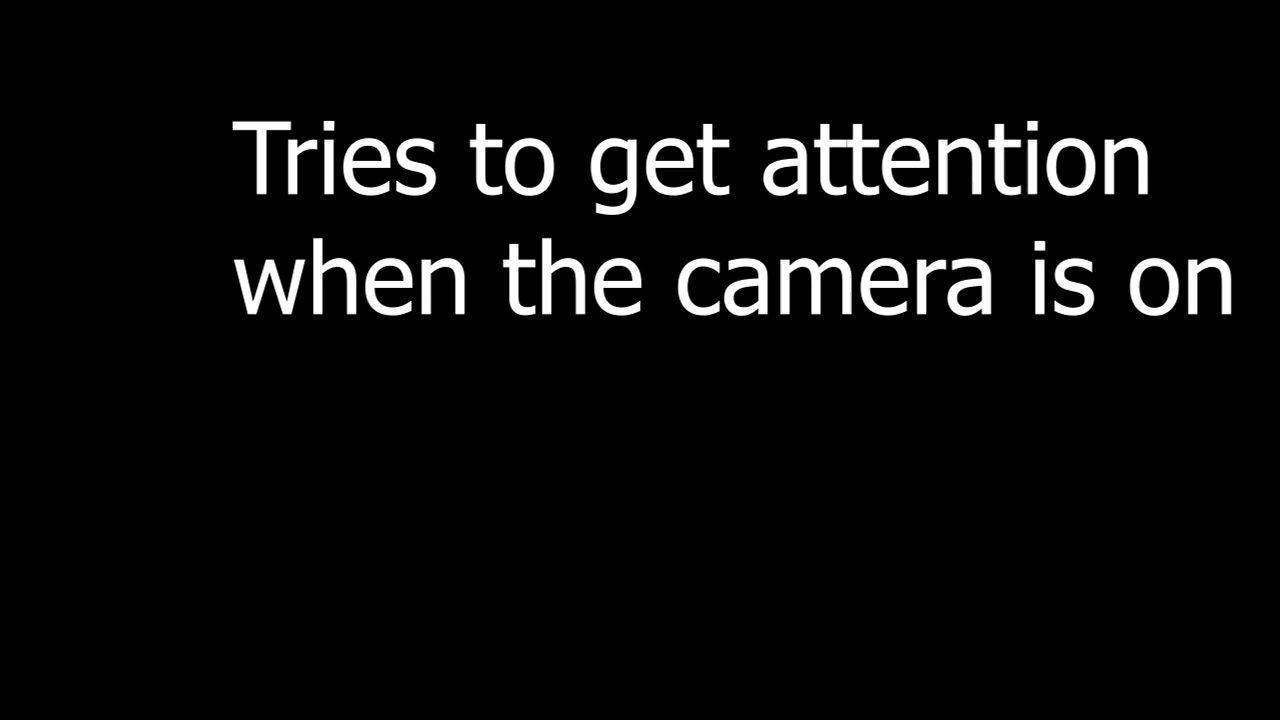 Tries to get attention
when the camera is on